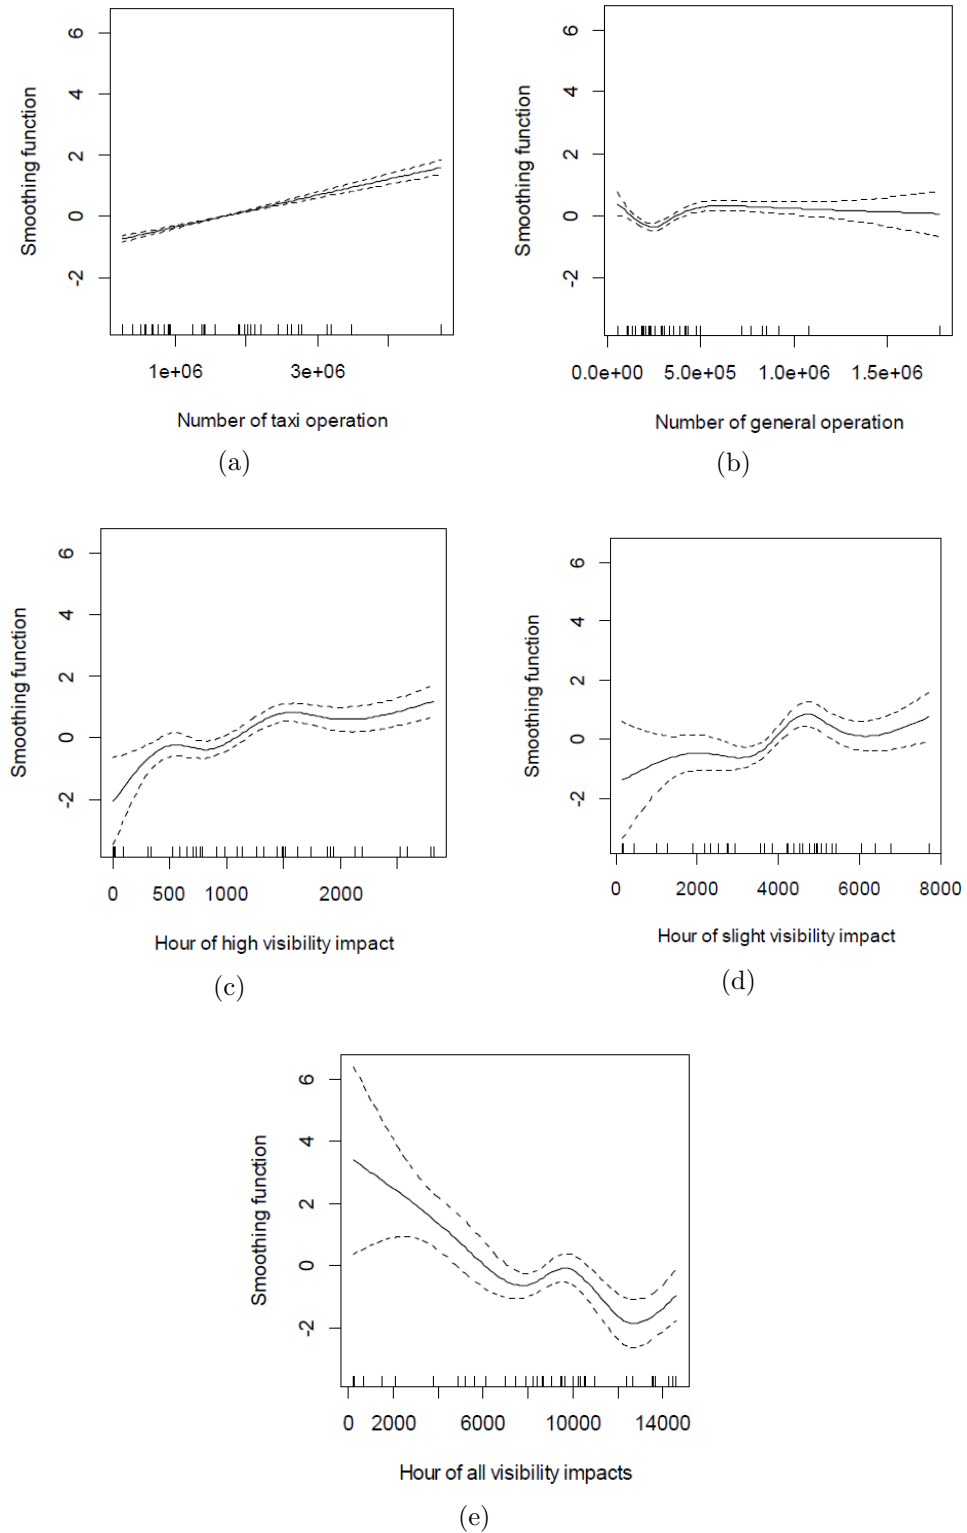 6
4
2
0
-2
Smoothing function
1e+06 3e+06
Number of taxi operation
(a)
6
4
2
0
-2
Smoothing function
0.0e+00 5.0e+05 1.0e+06 1.5e+06
Number of general operation
(b)
6
4
2
0
-2
Smoothing function
0 500 1000 2000
Hour of high visibility impact
(c)
6
4
2
0
-2
Smoothing function
0 2000 4000 6000 8000
Hour of slight visibility impact
(d)
6
4
2
0
-2
Smoothing function
0 2000 6000 10000 14000
Hour of all visibility impacts
(e)